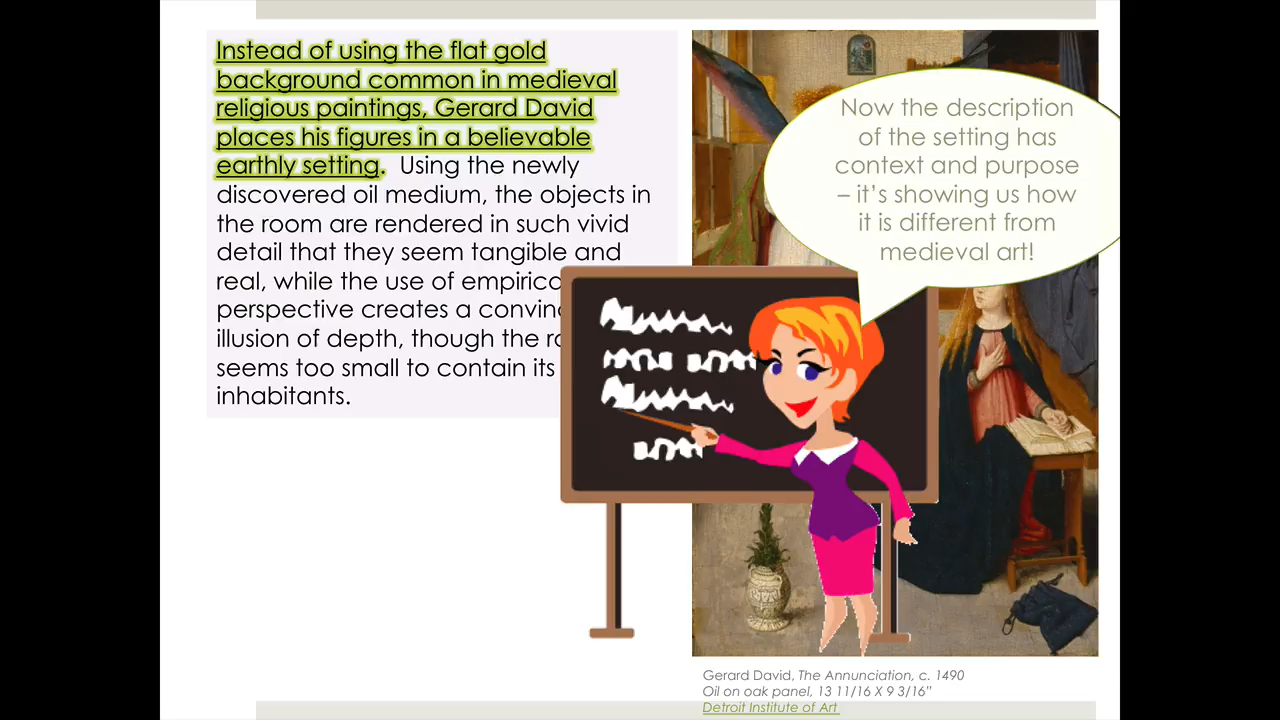 Instead of using the flat gold
background common in medieval
religious paintings, Gerard David
places his figures in a believable
earthly setting.  Using the newly
discovered oil medium, the objects in
the room are rendered in such vivid
detail that they seem tangible and
real, while the use of
perspective creates a
illusion of depth, though the
seems too small to contain its
inhabitants.
Now the description
of the setting has
context and purpose
– it’s showing us how
it is different from
medieval art!
Gerard David, The Annunciation, c. 1490
Oil on oak panel, 13 11/16 X 9 3/16”
Detroit Institute of Art